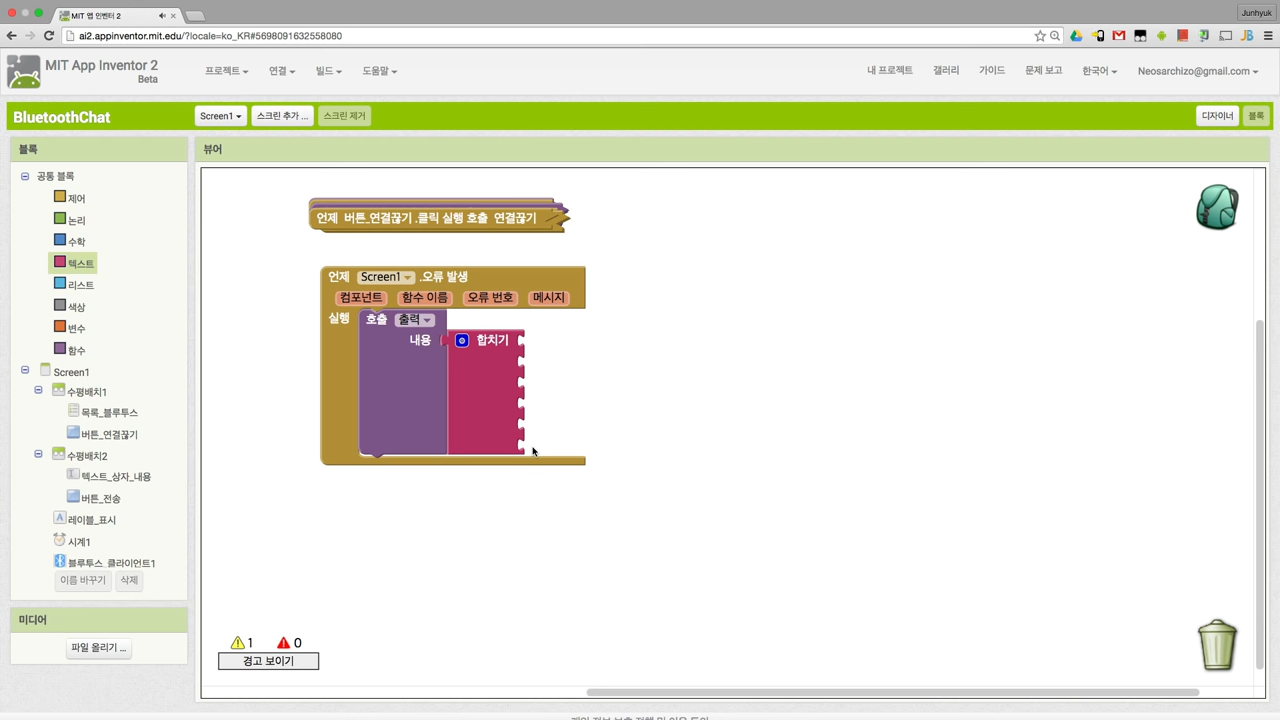 MIT 앱 인벤터 2
Junhyuk
ai2.appinventor.mit.edu/?locale=ko_KR#5698091632558080
MIT App Inventor 2
Beta
프로젝트
연결
빌드
도움말
내 프로젝트
갤러리
가이드
문제 보고
한국어
Neosarchizo@gmail.com
BluetoothChat
Screen1
스크린 추가 ...
스크린 제거
디자이너
블록
블록
뷰어
공통 블록
제어
논리
수학
텍스트
리스트
색상
변수
함수
Screen1
수평배치1
목록_블루투스
버튼_연결끊기
수평배치2
텍스트_상자_내용
버튼_전송
레이블_표시
시계1
블루투스_클라이언트1
이름 바꾸기
삭제
미디어
파일 올리기 ...
언제 버튼_연결끊기 .클릭 실행 호출 연결끊기
언제 Screen1 .오류 발생
컴포넌트 함수 이름 오류 번호 메시지
실행 호출 출력
내용 합치기
1
0
경고 보이기